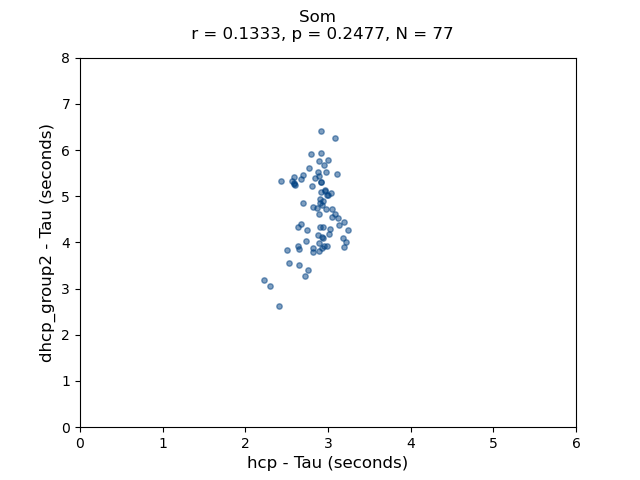 Som
r = 0.1333, p = 0.2477, N = 77
8
7
6
5
4
3
2
1
0
dhcp_group2 - Tau (seconds)
0 1 2 3 4 5 6
hcp - Tau (seconds)